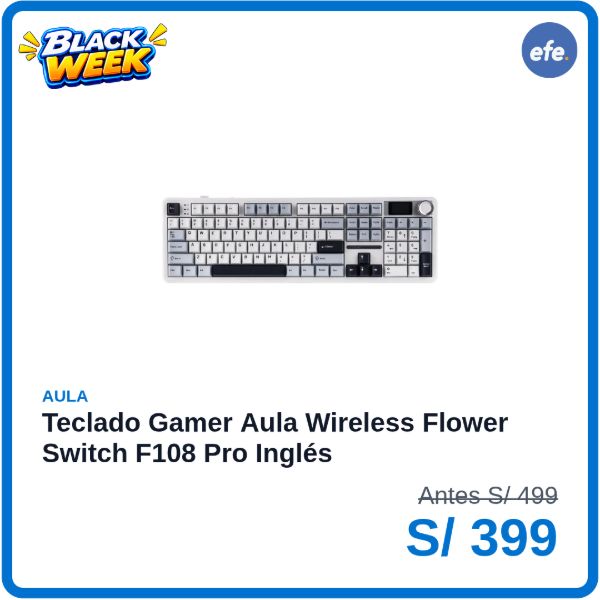 BLACK
WEEK
efe.
AULA
Teclado Gamer Aula Wireless Flower
Switch F108 Pro Inglés
Antes S/ 499
S/ 399